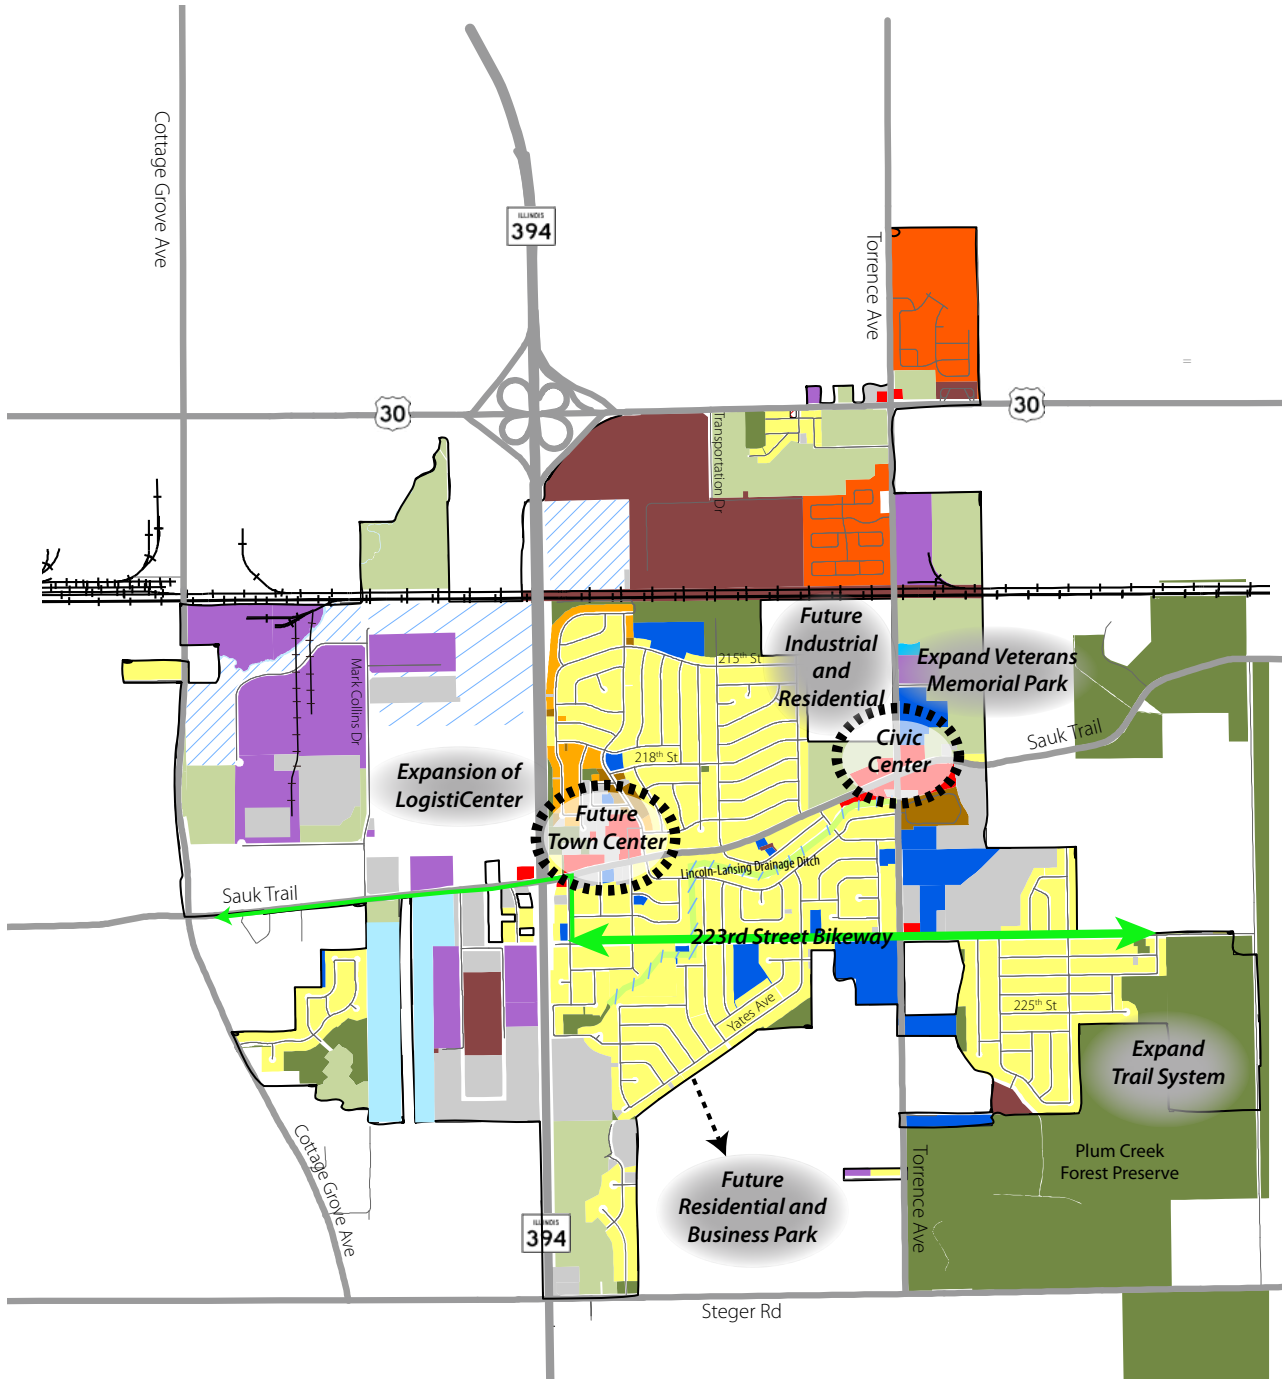 Cottage Grove Ave
ILLINOIS
394
Torrence Ave
30
30
Transportation Dr
Future
Industrial
and
Residential
215th St
Expand Veterans
Memorial Park
Mark Collins Dr
Sauk Trail
Civic
Center
218th St
Expansion of
LogistiCenter
Future
Town Center
Lincoln-Lansing Drainage Ditch
Sauk Trail
223rd Street Bikeway
Yates Ave
225th St
Expand
Trail System
Plum Creek
Forest Preserve
Cottage Grove Ave
Torrence Ave
Future
Residential and
Business Park
ILLINOIS
394
Steger Rd